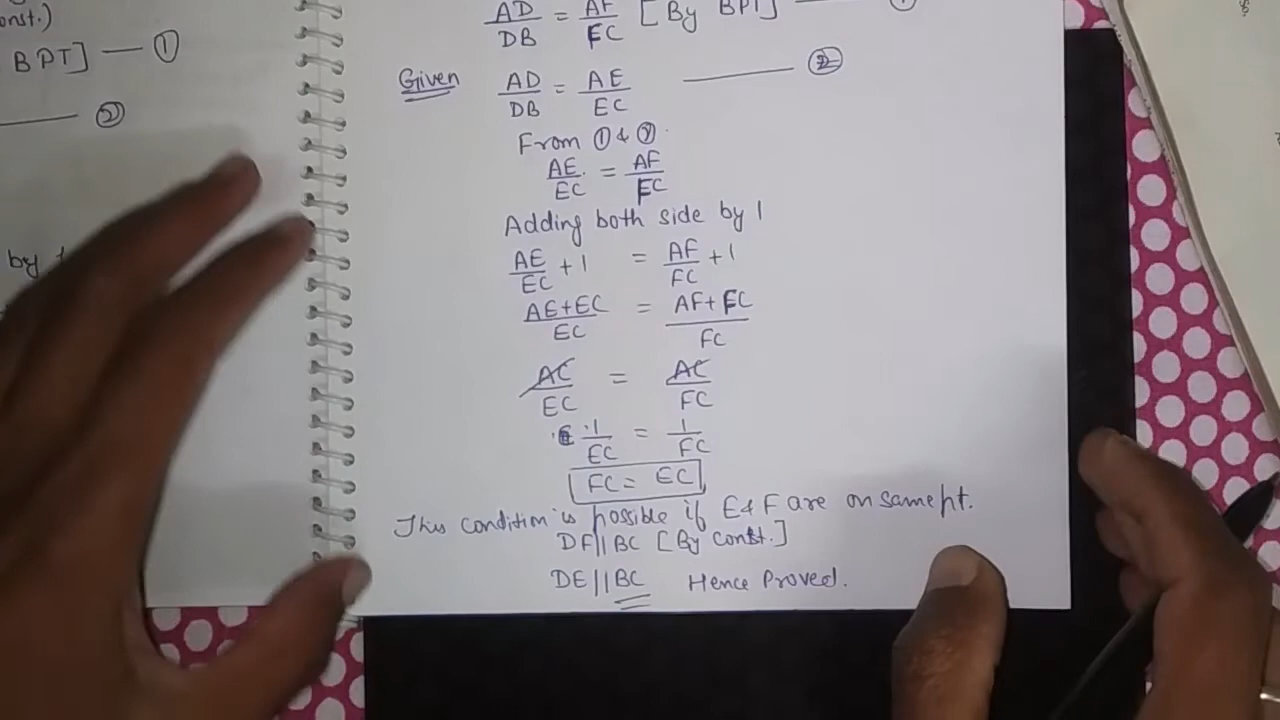 onst.)
BPT] — ①
②
by 1
AD/DB = AF/FC [By BPT] — ①
Given AD/DB = AE/EC — ②
From ① & ②
AE/EC = AF/FC
Adding both side by 1
AE/EC + 1 = AF/FC + 1
AE+EC/EC = AF+FC/FC
AC/EC = AC/FC
1/EC = 1/FC
FC = EC
This condition is possible if E & F are on same pt.
DF||BC [By const.]
DE||BC Hence Proved.